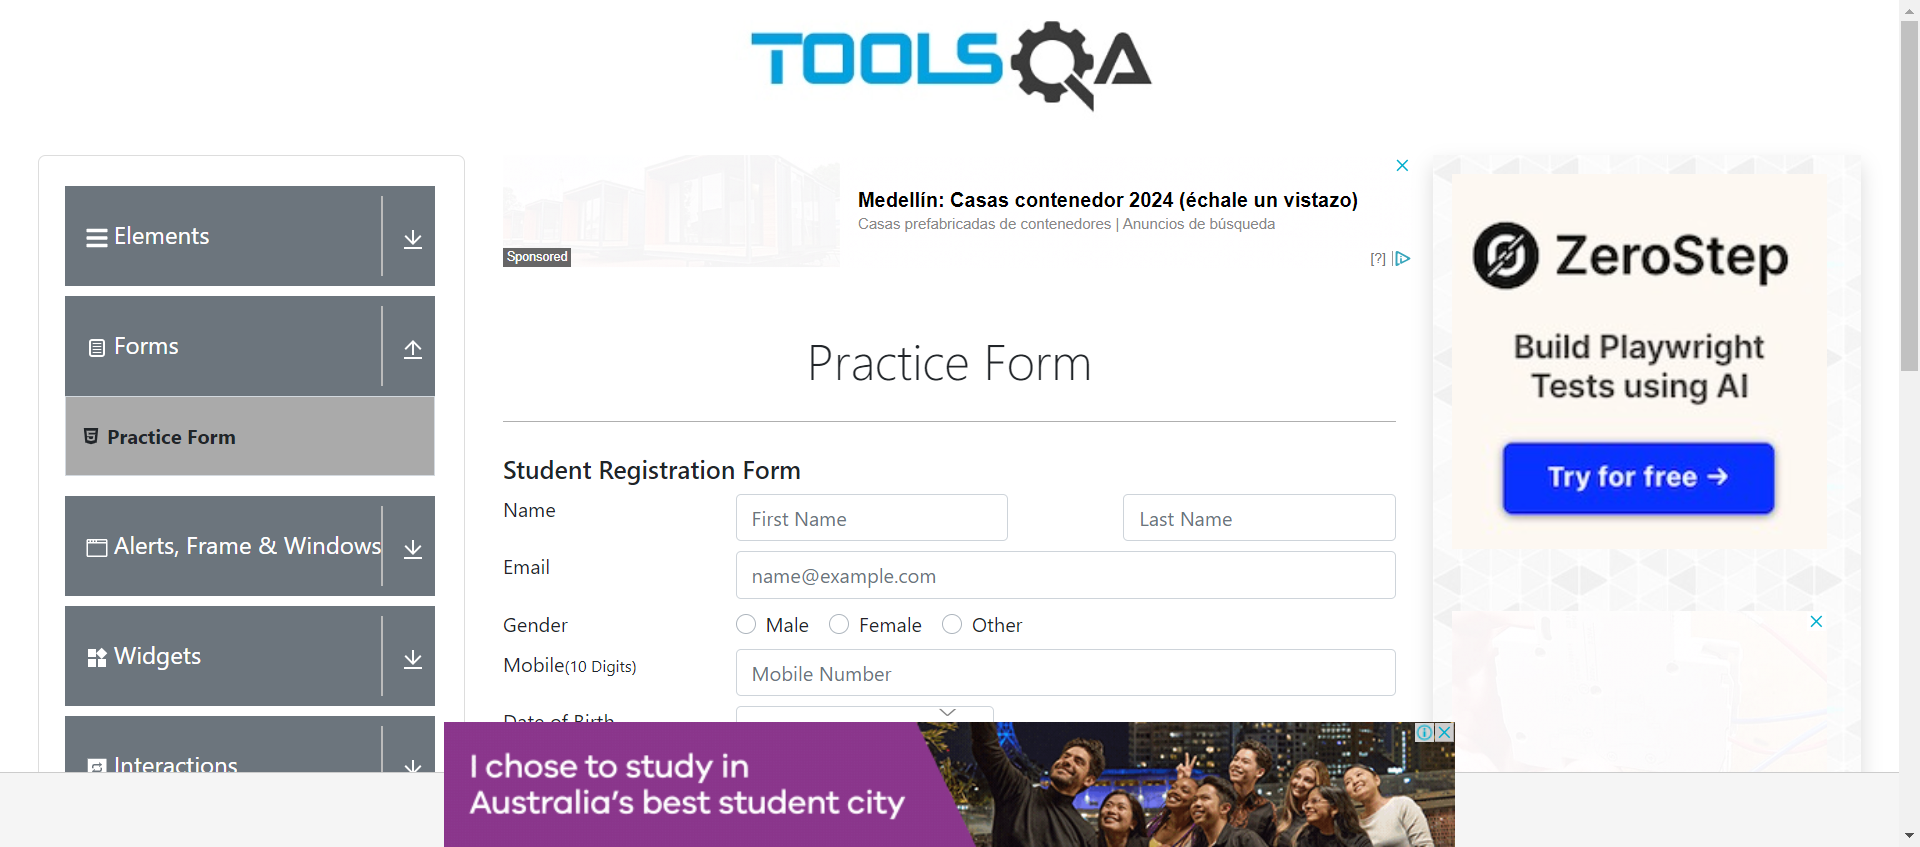 TOOLSQA
Elements
Forms
Practice Form
Alerts, Frame & Windows
Widgets
Interactions
Sponsored
Medellín: Casas contenedor 2024 (échale un vistazo)
Casas prefabricadas de contenedores | Anuncios de búsqueda
[?]
Practice Form
Student Registration Form
Name
First Name
Last Name
Email
name@example.com
Gender
Male
Female
Other
Mobile(10 Digits)
Mobile Number
Date of Birth
I chose to study in
Australia's best student city
ZeroStep
Build Playwright
Tests using AI
Try for free →